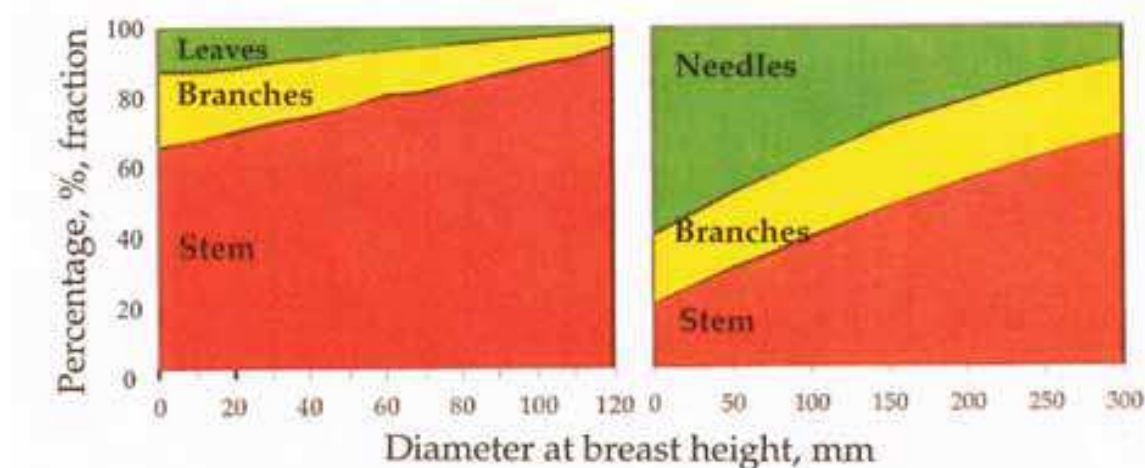 Percentage, %, fraction
100
80
60
40
20
0
Leaves
Branches
Stem
0 20 40 60 80 100 120
Needles
Branches
Stem
0 50 100 150 200 250 300
Diameter at breast height, mm